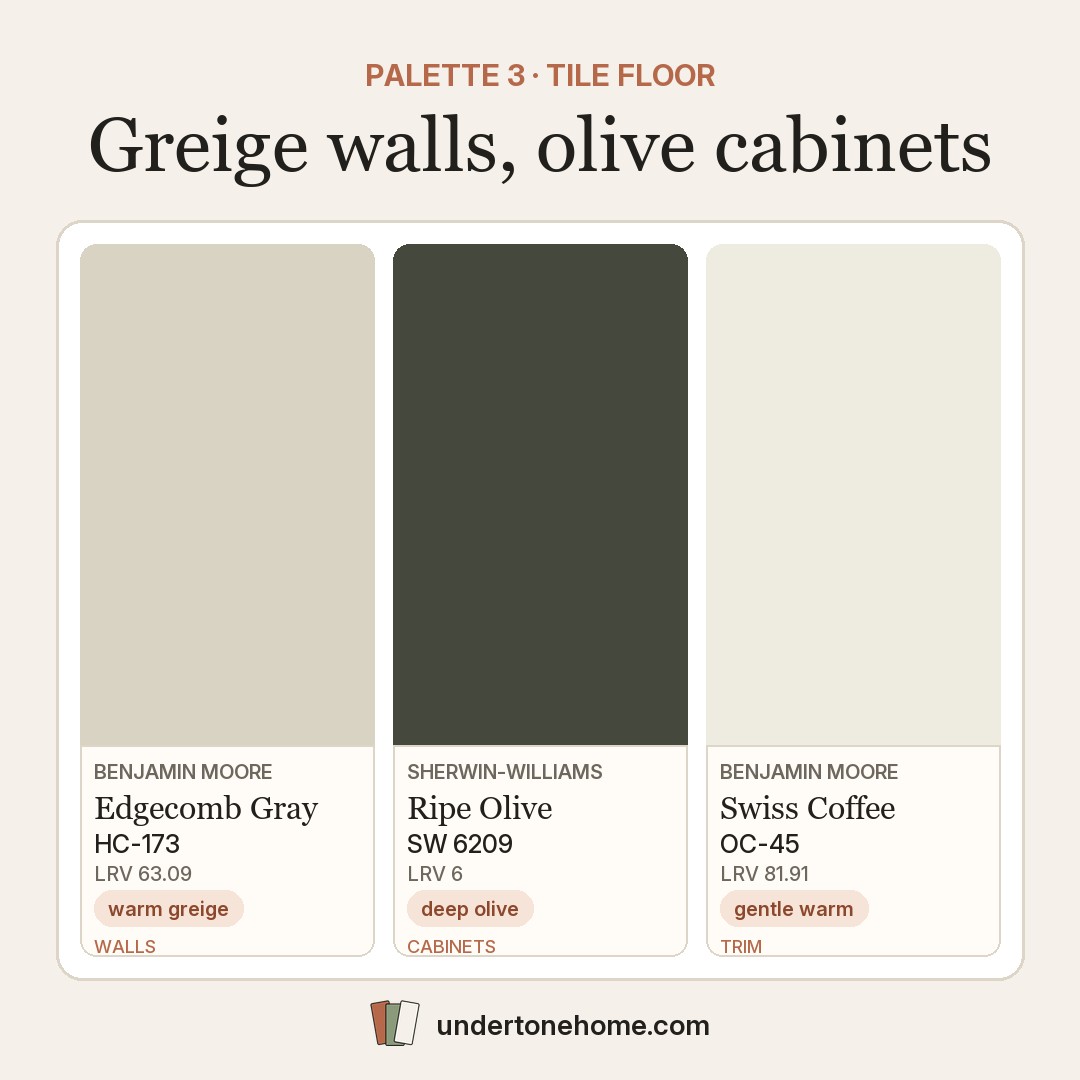 PALETTE 3 · TILE FLOOR
Greige walls, olive cabinets
BENJAMIN MOORE
Edgecomb Gray
HC-173
LRV 63.09
warm greige
WALLS
SHERWIN-WILLIAMS
Ripe Olive
SW 6209
LRV 6
deep olive
CABINETS
BENJAMIN MOORE
Swiss Coffee
OC-45
LRV 81.91
gentle warm
TRIM
undertonehome.com